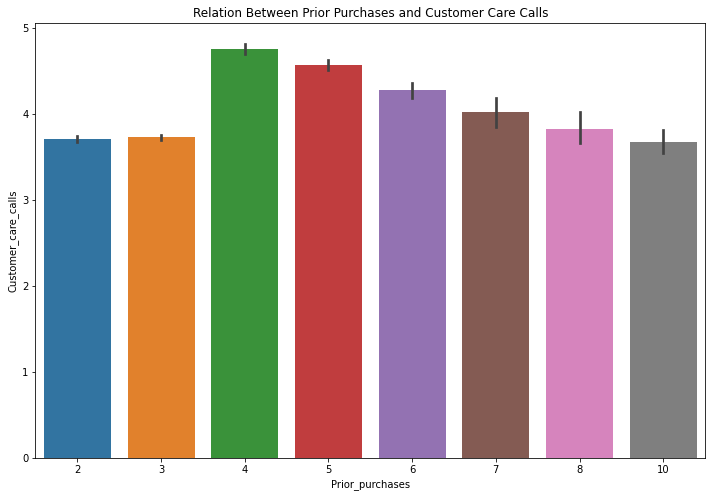 Relation Between Prior Purchases and Customer Care Calls
5
4
3
2
1
0
Customer_care_calls
2 3 4 5 6 7 8 10
Prior_purchases